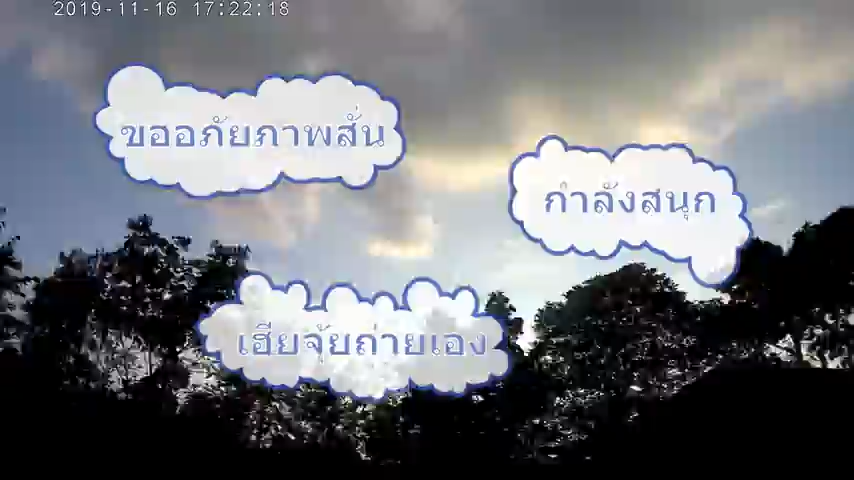 2019-11-16 17:22:18
ขออภัยภาพสั่น
กำลังสนุก
เฮียจุ้ยถ่ายเอง